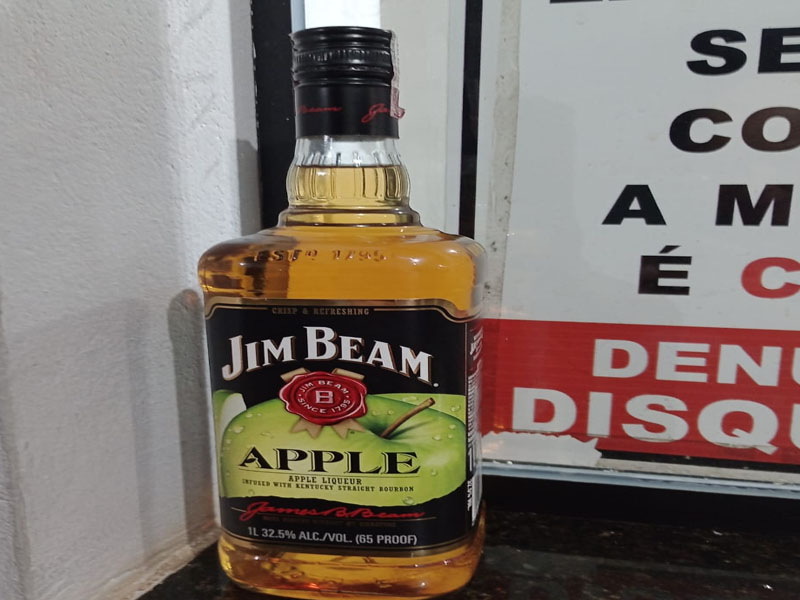 ESTD 1795
CRISP & REFRESHING
JIM BEAM
JIM BEAM
B
SINCE 1795
APPLE
APPLE LIQUEUR
INFUSED WITH KENTUCKY STRAIGHT BOURBON
James B. Beam
1L 32.5% ALC./VOL. (65 PROOF)
SE
CO
A M
É C
DENU
DISQU